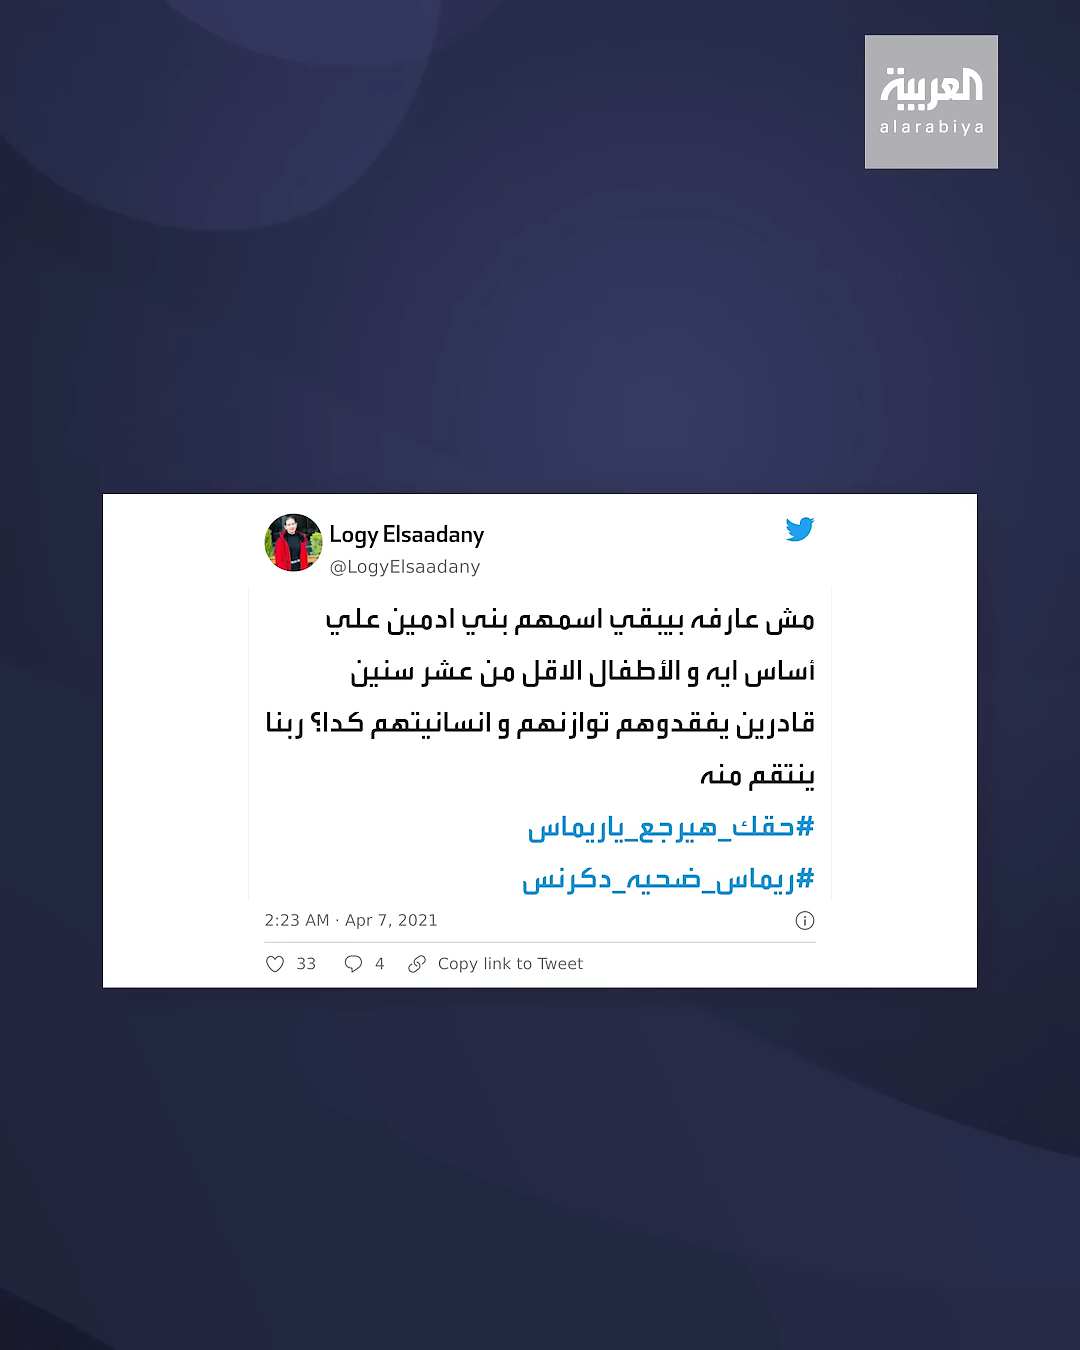 العربية
alarabiya
Logy Elsaadany
@LogyElsaadany
مش عارفه بيبقي اسمهم بني ادمين علي
أساس ايه و الأطفال الاقل من عشر سنين
قادرين يفقدوهم توازنهم و انسانيتهم كدا؟ ربنا
ينتقم منه
#حقك_هيرجع_ياريماس
#ريماس_ضحيه_دكرنس
2:23 AM · Apr 7, 2021
33 4 Copy link to Tweet